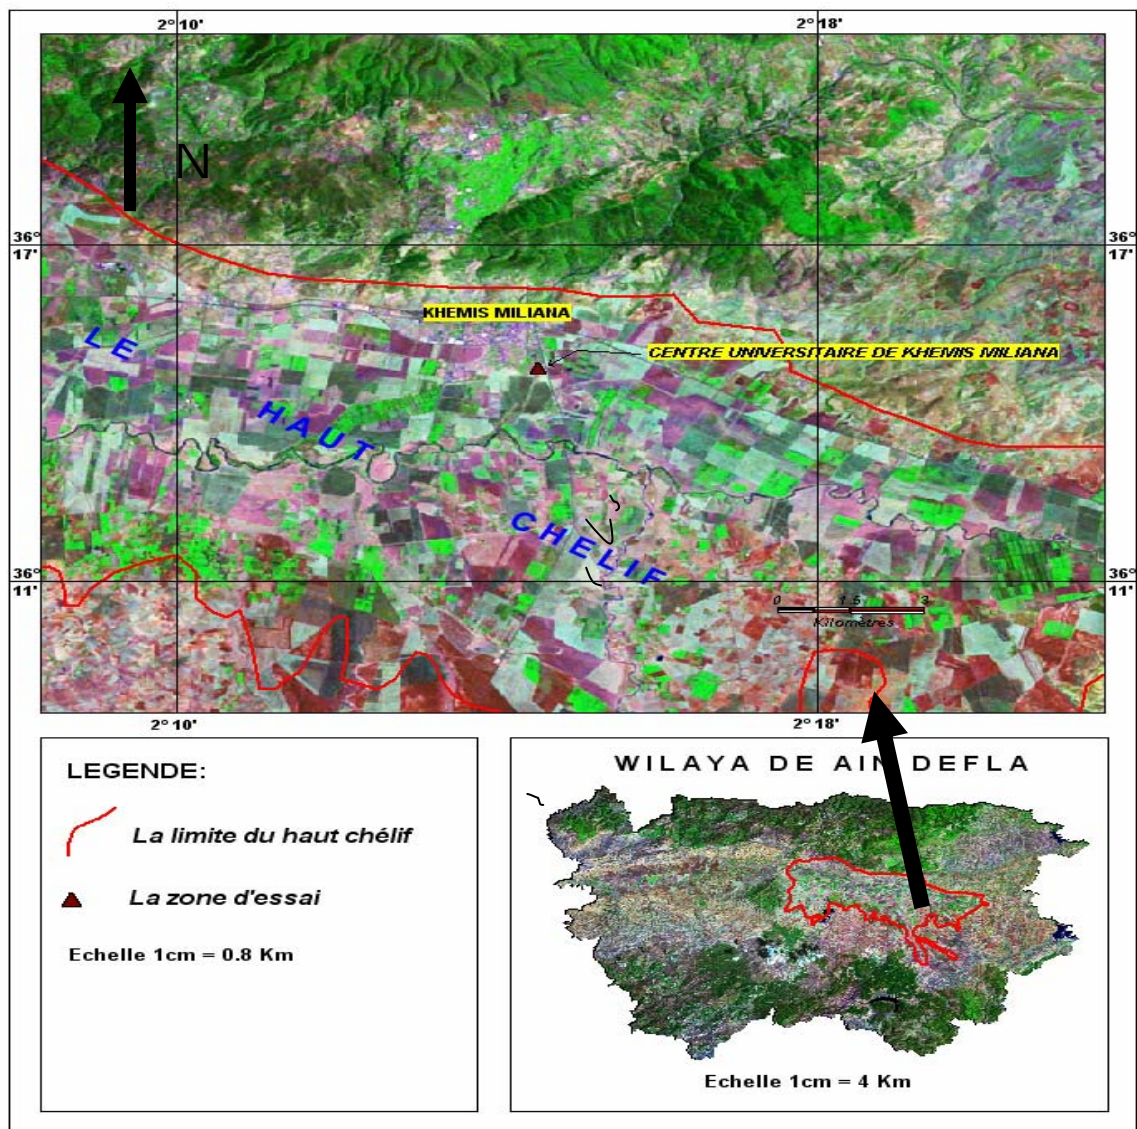 2° 10' 2° 18'
N
36° 17' 36° 17'
KHEMIS MILIANA
CENTRE UNIVERSITAIRE DE KHEMIS MILIANA
LE
HAUT
CHELIF
36° 11' 36° 11'
0 1.5 3
Kilomètres
2° 10' 2° 18'
LEGENDE:
La limite du haut chélif
La zone d'essai
Echelle 1cm = 0.8 Km
WILAYA DE AIN DEFLA
Echelle 1cm = 4 Km